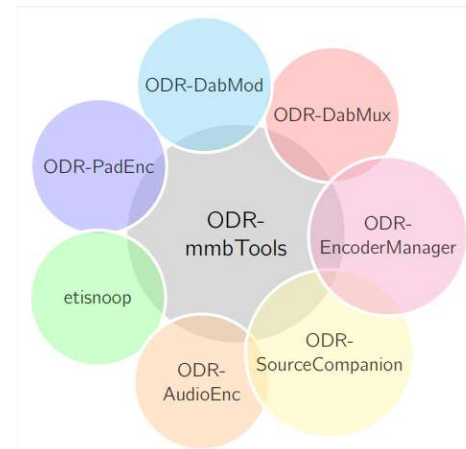 ODR-DabMod
ODR-DabMux
ODR-PadEnc
ODR-
mmbTools
ODR-
EncoderManager
etisnoop
ODR-
SourceCompanion
ODR-
AudioEnc